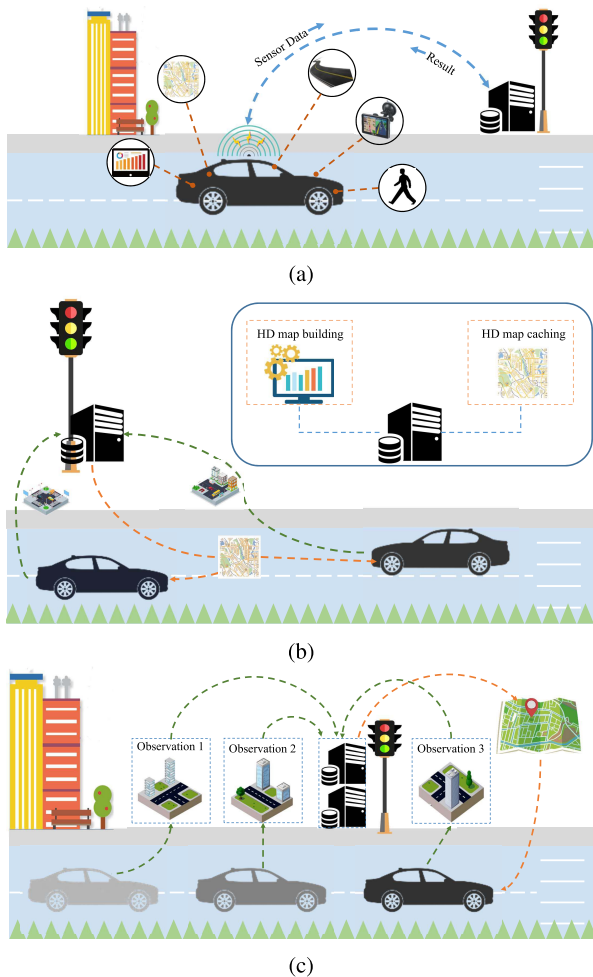 Sensor Data
Result
(a)
HD map building
HD map caching
(b)
Observation 1
Observation 2
Observation 3
(c)